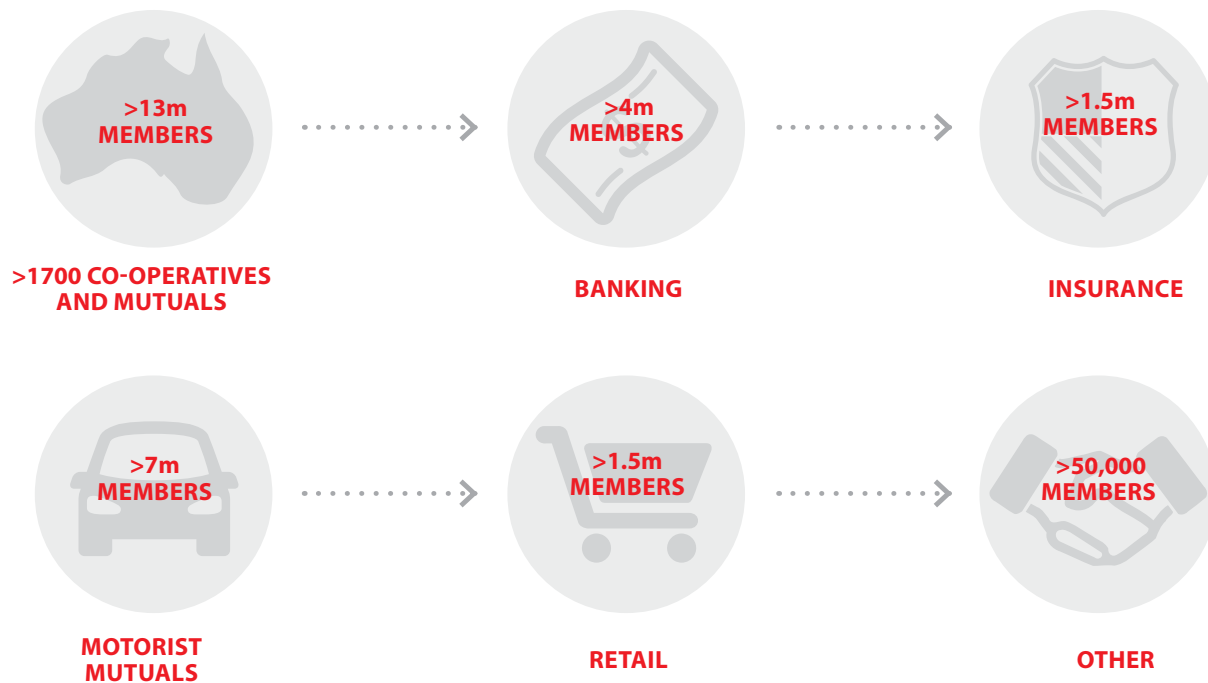 >13m
MEMBERS
>1700 CO-OPERATIVES
AND MUTUALS
>4m
MEMBERS
BANKING
>1.5m
MEMBERS
INSURANCE
>7m
MEMBERS
MOTORIST
MUTUALS
>1.5m
MEMBERS
RETAIL
>50,000
MEMBERS
OTHER